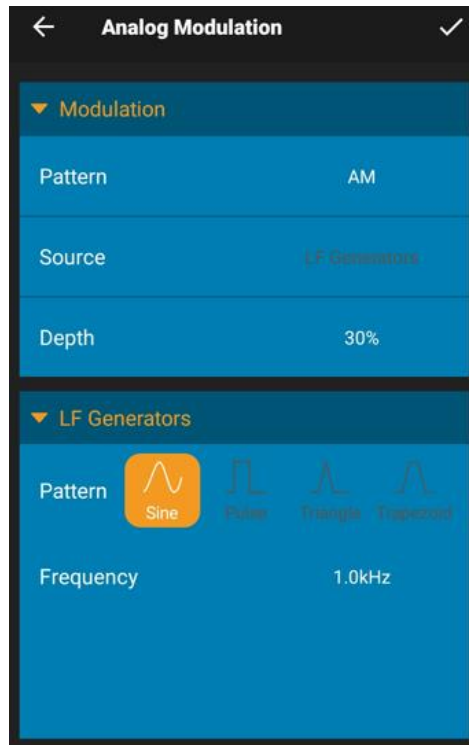 Analog Modulation
Modulation
Pattern AM
Source LF Generators
Depth 30%
LF Generators
Pattern Sine Pulse Triangle Trapezoid
Frequency 1.0kHz